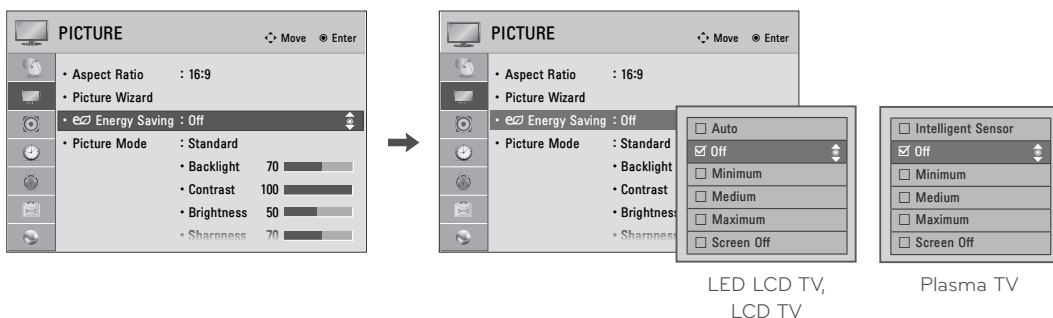 PICTURE
Move Enter
• Aspect Ratio : 16:9
• Picture Wizard
• Energy Saving : Off
• Picture Mode : Standard
• Backlight 70
• Contrast 100
• Brightness 50
• Sharpness 70
PICTURE
Move Enter
• Aspect Ratio : 16:9
• Picture Wizard
• Energy Saving : Off
• Picture Mode : Standard
• Backlight
• Contrast
• Brightness
• Sharpness
Auto
Off
Minimum
Medium
Maximum
Screen Off
LED LCD TV,
LCD TV
Intelligent Sensor
Off
Minimum
Medium
Maximum
Screen Off
Plasma TV